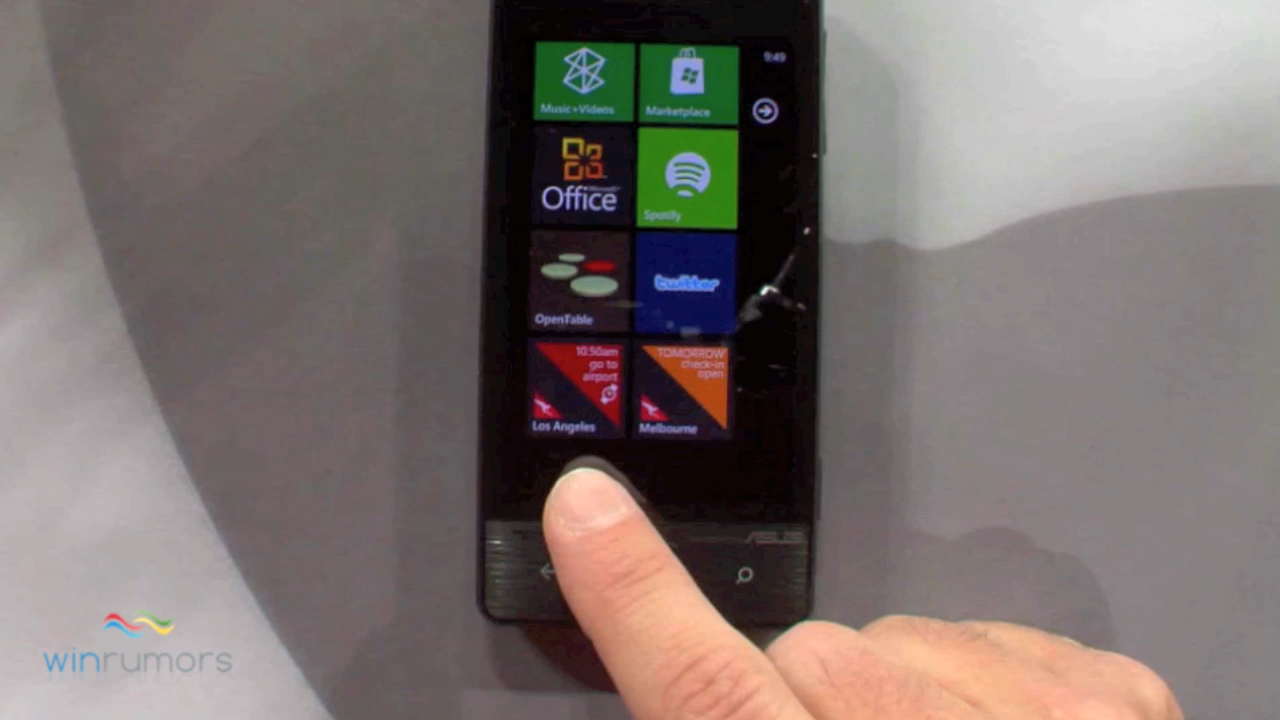 9:49
Music+Videos
Marketplace
Microsoft
Office
Spotify
OpenTable
twitter
10:50am
go to
airport
Los Angeles
TOMORROW
check-in
open
Melbourne
ASUS
winrumors